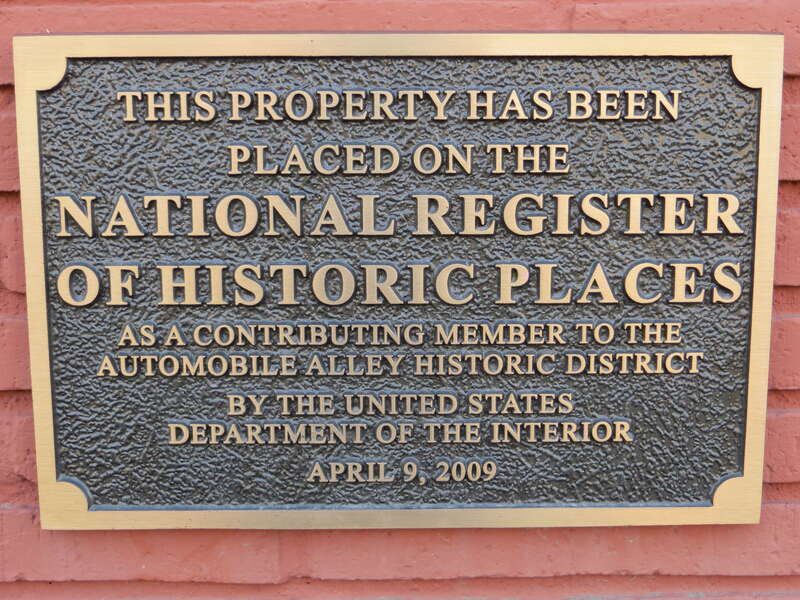 THIS PROPERTY HAS BEEN
PLACED ON THE
NATIONAL REGISTER
OF HISTORIC PLACES
AS A CONTRIBUTING MEMBER TO THE
AUTOMOBILE ALLEY HISTORIC DISTRICT
BY THE UNITED STATES
DEPARTMENT OF THE INTERIOR
APRIL 9, 2009